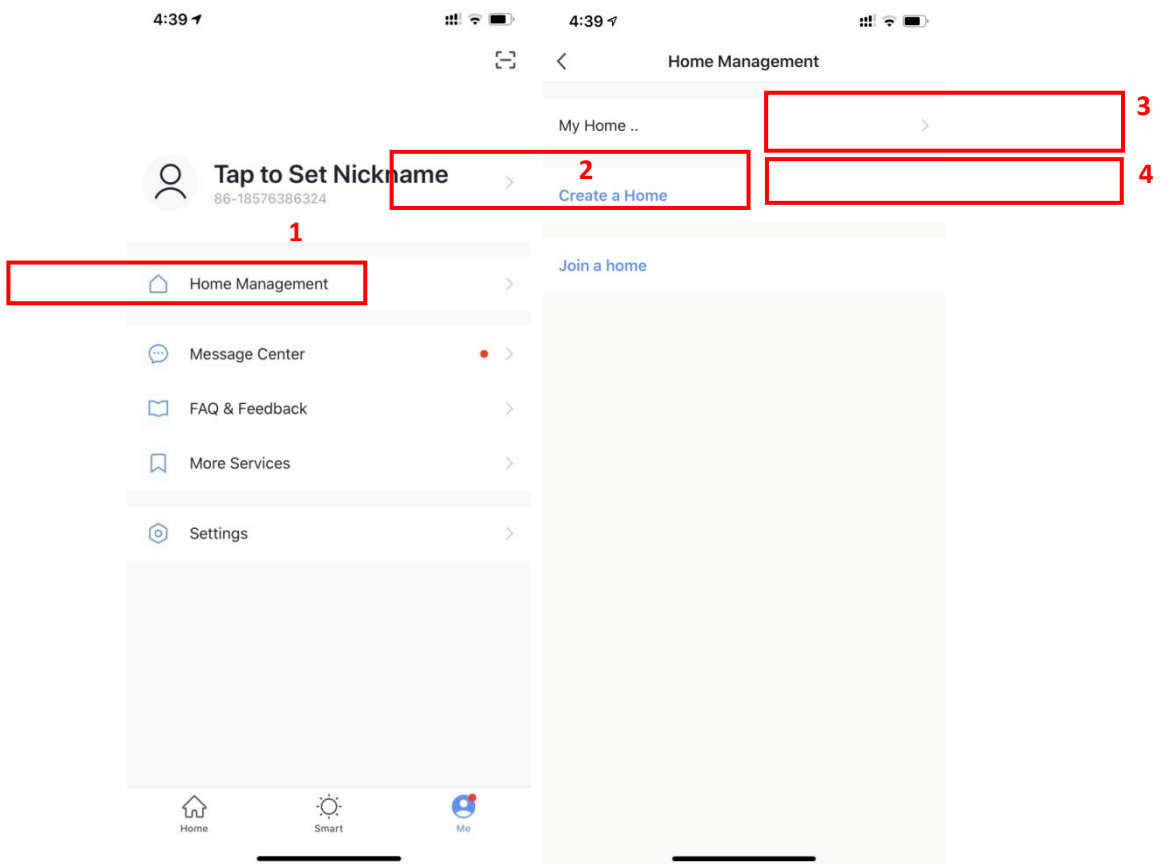 4:39
Tap to Set Nickname
86-18576386324
1
Home Management
Message Center
FAQ & Feedback
More Services
Settings
Home
Smart
Me
4:39
Home Management
3
My Home ..
2
4
Create a Home
Join a home